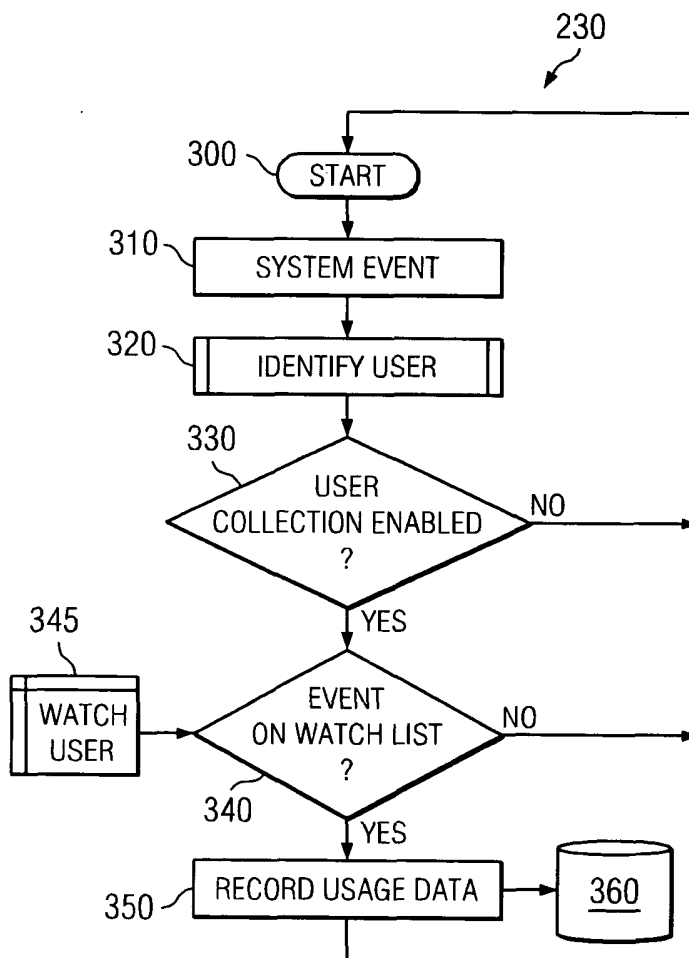 230
300
START
310
SYSTEM EVENT
320
IDENTIFY USER
330
USER
COLLECTION ENABLED
?
NO
YES
345
WATCH
USER
EVENT
ON WATCH LIST
?
NO
340
YES
350
RECORD USAGE DATA
360